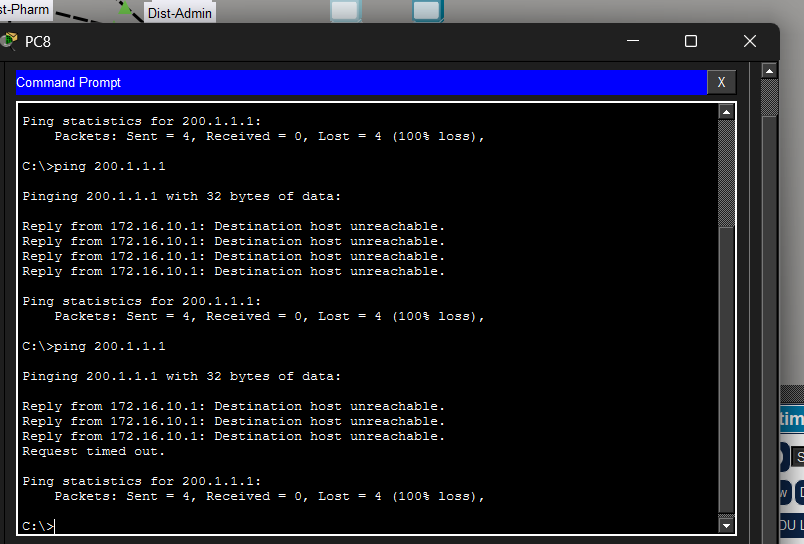 st-Pharm
Dist-Admin
PC8
Command Prompt
X
Ping statistics for 200.1.1.1:
    Packets: Sent = 4, Received = 0, Lost = 4 (100% loss),
C:\>ping 200.1.1.1
Pinging 200.1.1.1 with 32 bytes of data:
Reply from 172.16.10.1: Destination host unreachable.
Reply from 172.16.10.1: Destination host unreachable.
Reply from 172.16.10.1: Destination host unreachable.
Reply from 172.16.10.1: Destination host unreachable.
Ping statistics for 200.1.1.1:
    Packets: Sent = 4, Received = 0, Lost = 4 (100% loss),
C:\>ping 200.1.1.1
Pinging 200.1.1.1 with 32 bytes of data:
Reply from 172.16.10.1: Destination host unreachable.
Reply from 172.16.10.1: Destination host unreachable.
Reply from 172.16.10.1: Destination host unreachable.
Request timed out.
Ping statistics for 200.1.1.1:
    Packets: Sent = 4, Received = 0, Lost = 4 (100% loss),
C:\>
tim
S
w D
DU L